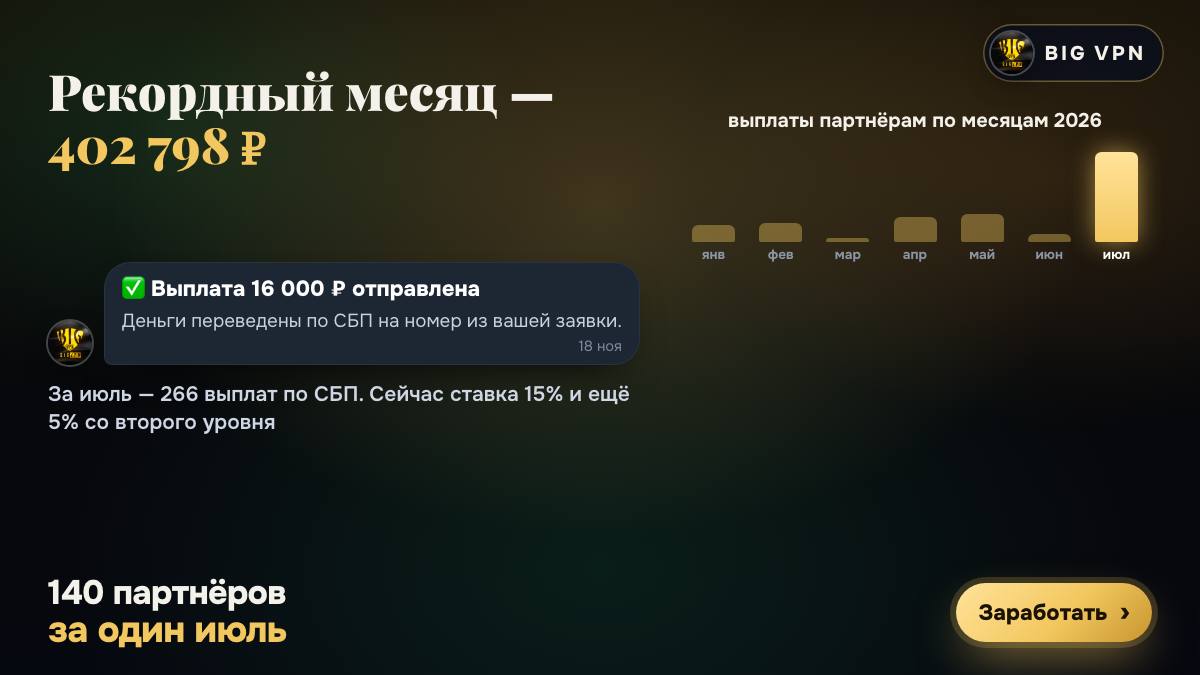 BIG VPN
Рекордный месяц —
402 798 ₽
выплаты партнёрам по месяцам 2026
янв фев мар апр май июн июл
✅ Выплата 16 000 ₽ отправлена
Деньги переведены по СБП на номер из вашей заявки.
18 ноя
За июль — 266 выплат по СБП. Сейчас ставка 15% и ещё
5% со второго уровня
140 партнёров
за один июль
Заработать ›